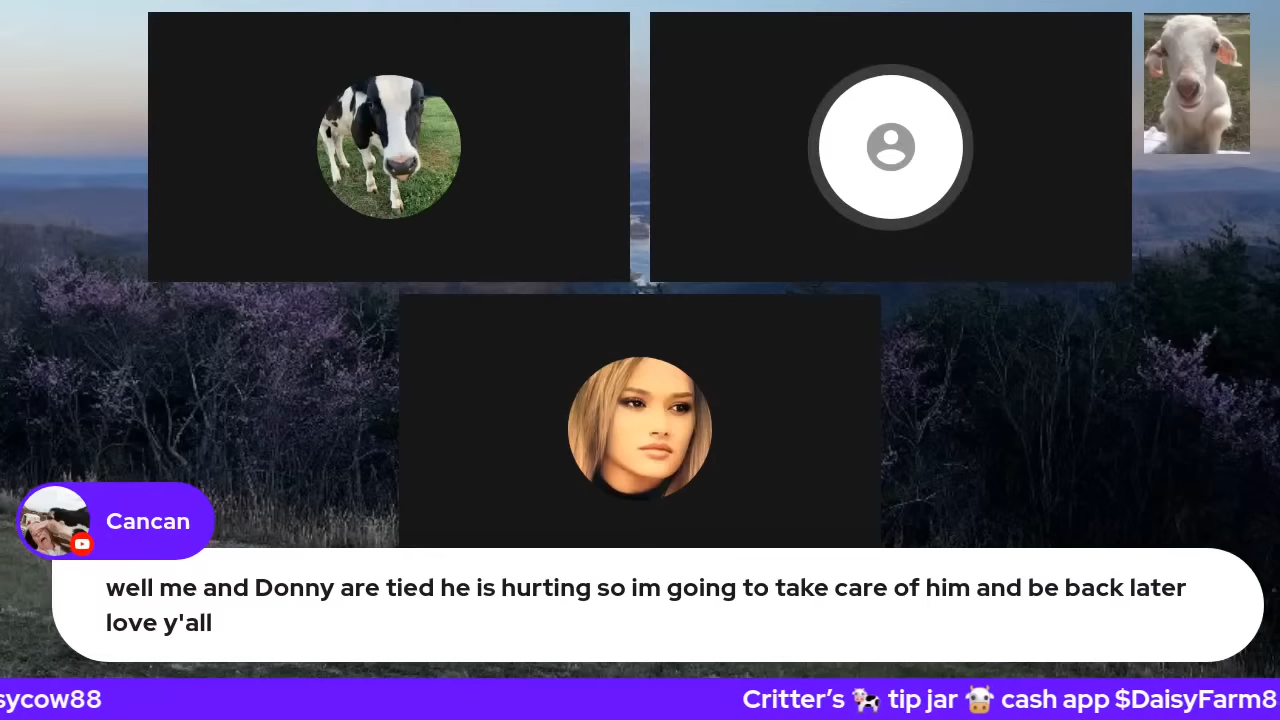 Cancan
well me and Donny are tied he is hurting so im going to take care of him and be back later
love y'all
sycow88
Critter’s 🐄 tip jar 🐮 cash app $DaisyFarm8